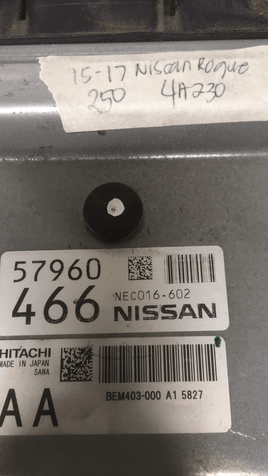 15-17 Nissan Rogue
250 4A230
57960
466 NEC016-602 NISSAN
HITACHI
MADE IN JAPAN
SAWA
BEM403-000 A1 5827
AA